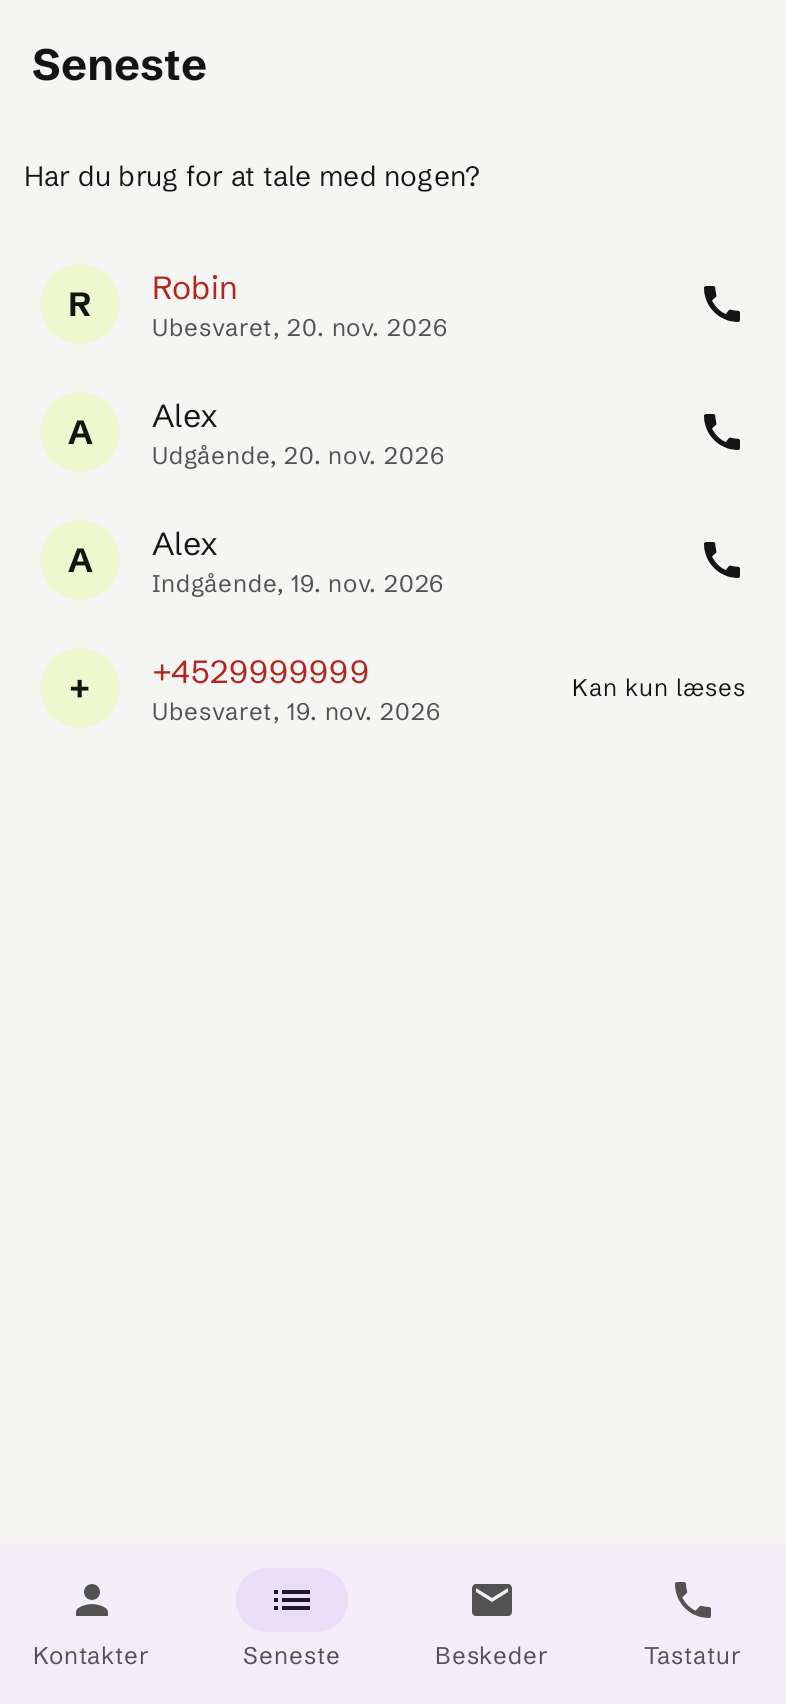 Seneste
Har du brug for at tale med nogen?
R
Robin
Ubesvaret, 20. nov. 2026
A
Alex
Udgående, 20. nov. 2026
A
Alex
Indgående, 19. nov. 2026
+
+4529999999
Ubesvaret, 19. nov. 2026
Kan kun læses
Kontakter
Seneste
Beskeder
Tastatur